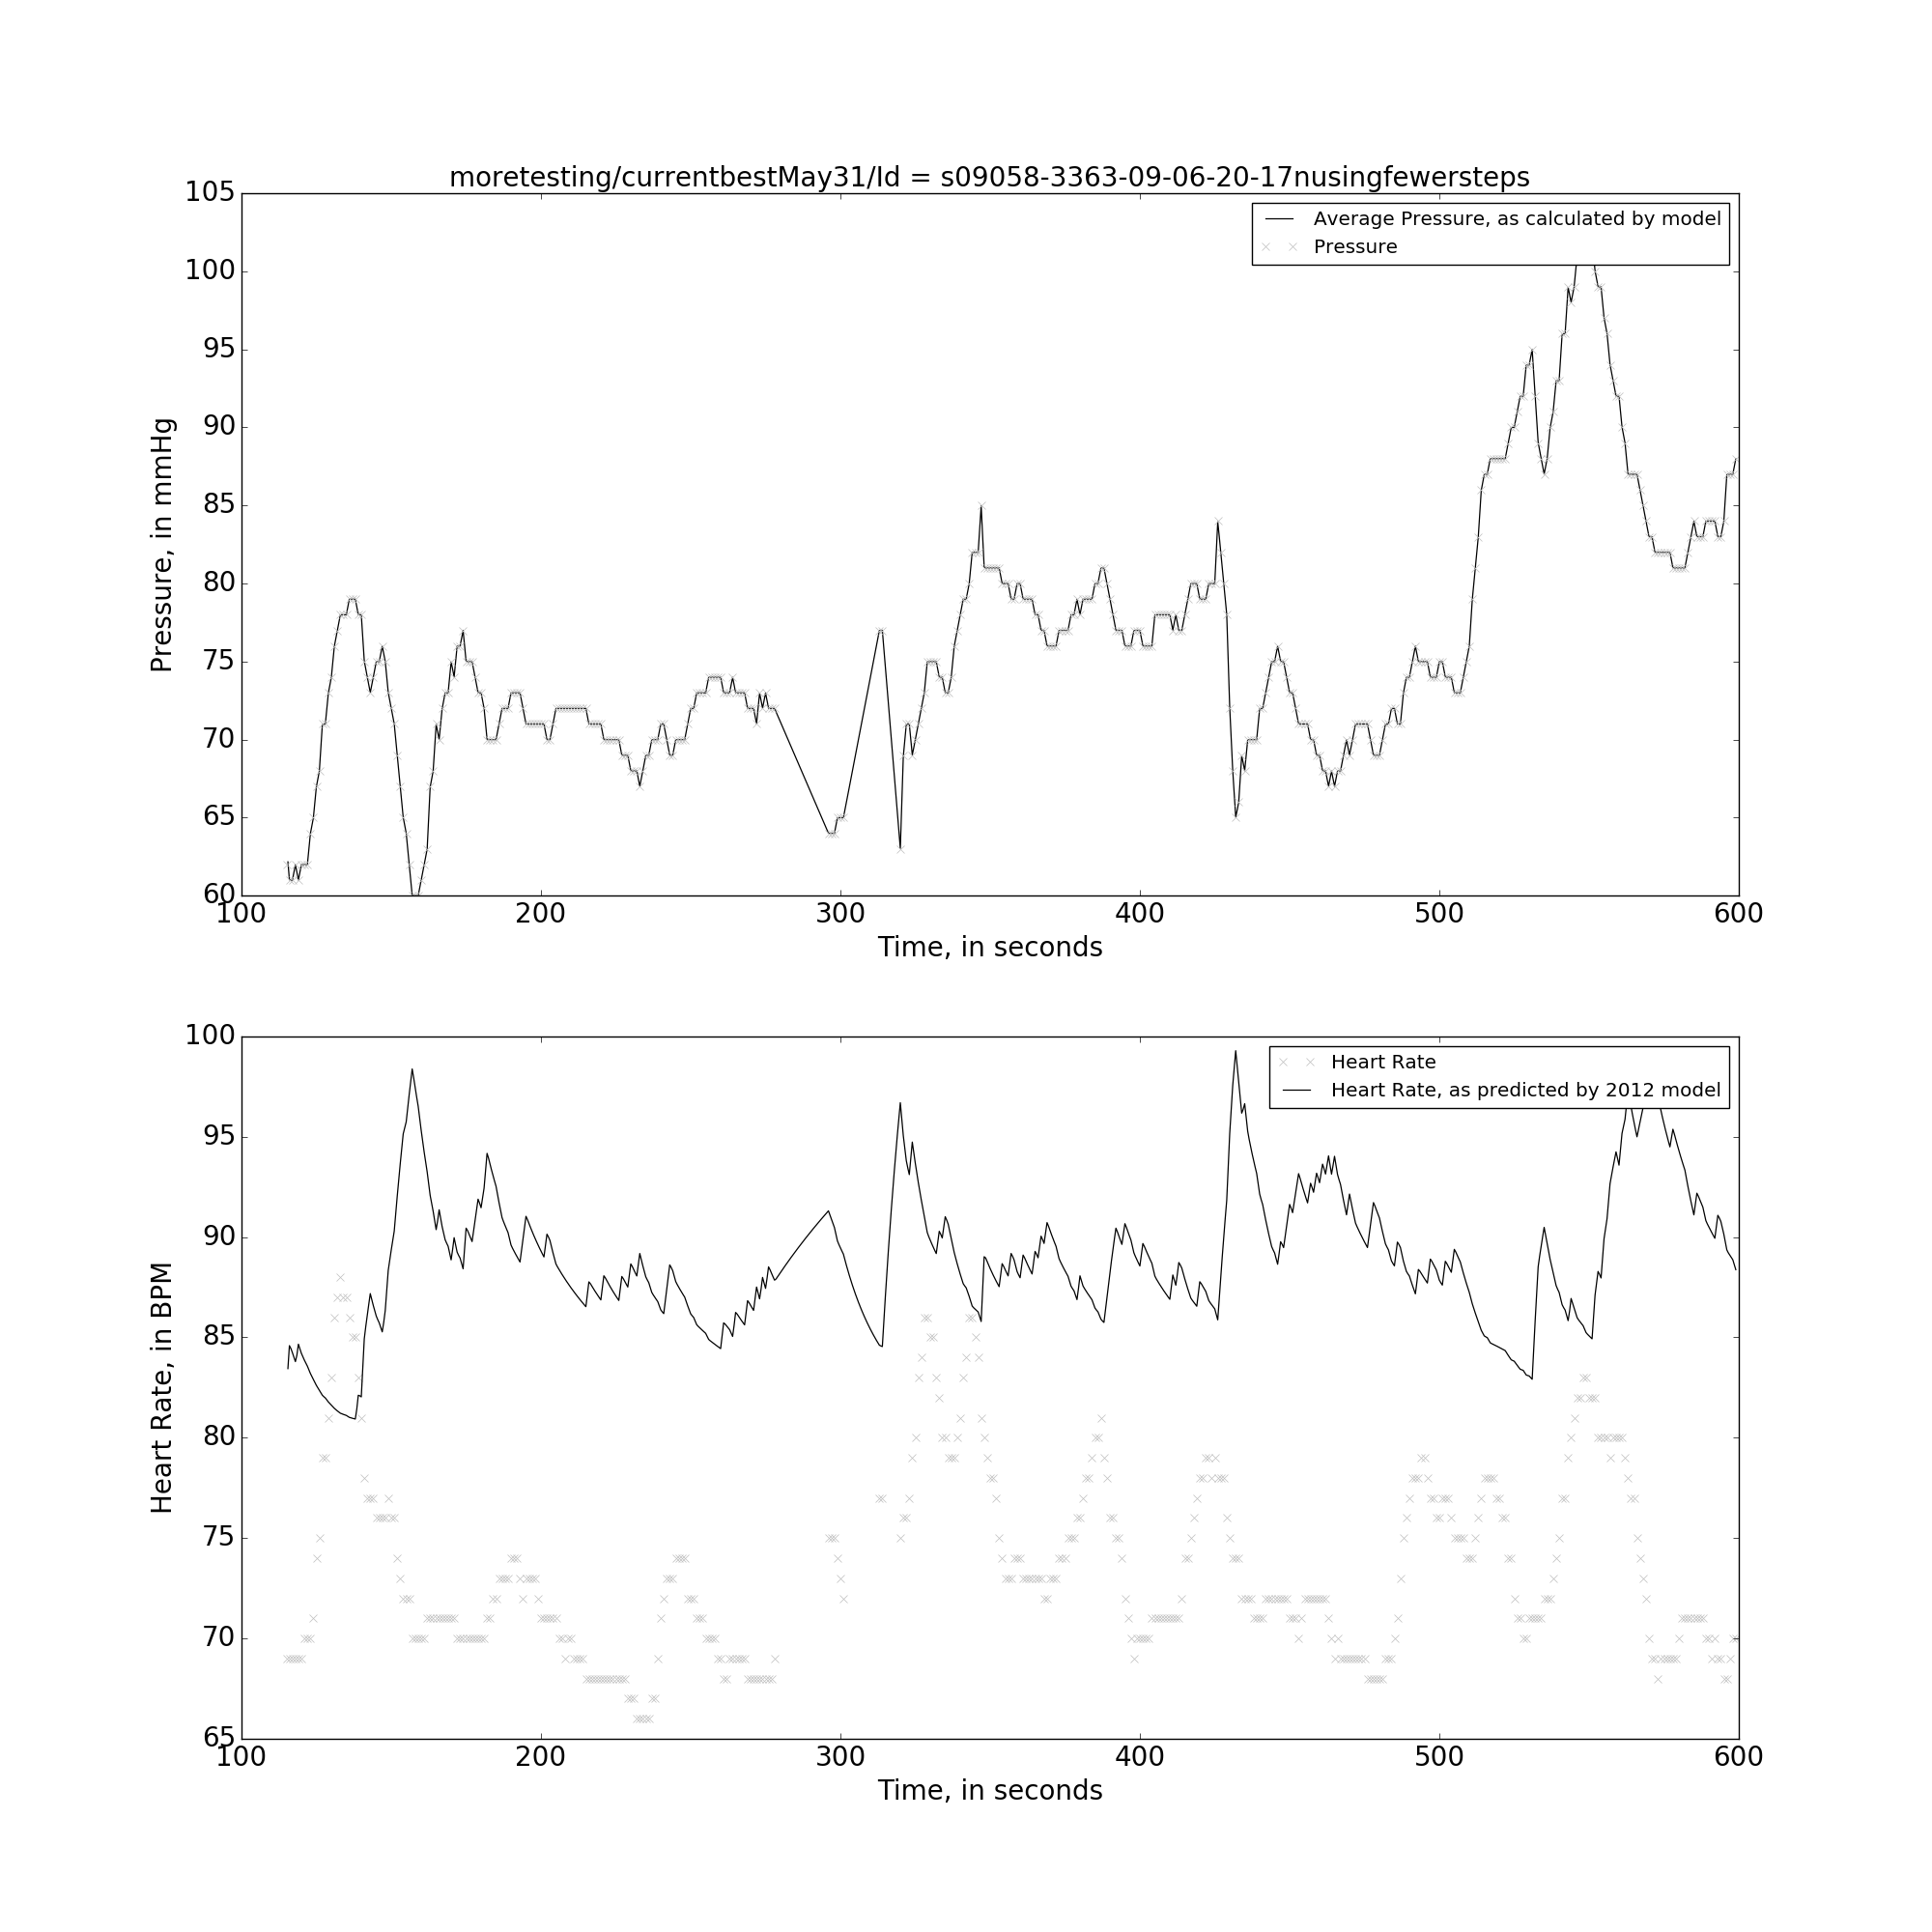 moretesting/currentbestMay31/Id = s09058-3363-09-06-20-17nusingfewersteps
105
100
95
90
85
80
75
70
65
60
Pressure, in mmHg
Average Pressure, as calculated by model
Pressure
100 200 300 400 500 600
Time, in seconds
100
95
90
85
80
75
70
65
Heart Rate, in BPM
Heart Rate
Heart Rate, as predicted by 2012 model
100 200 300 400 500 600
Time, in seconds